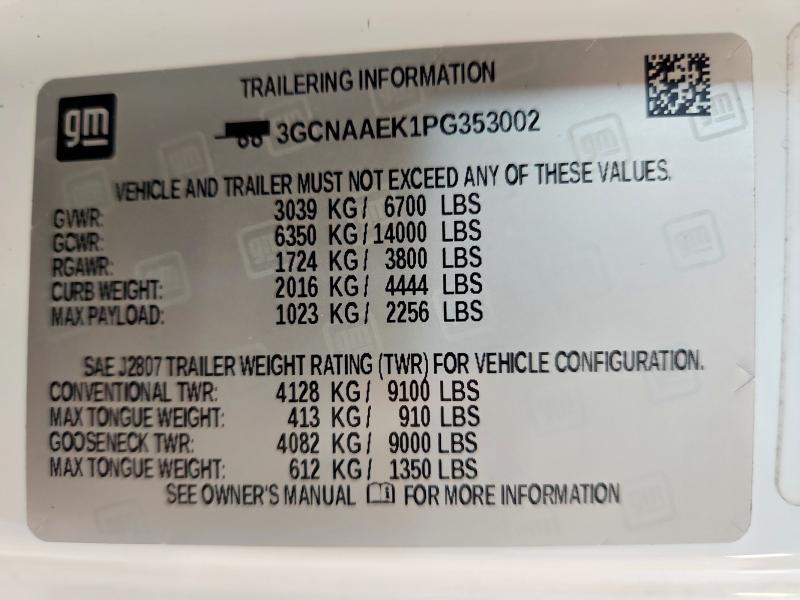 gm
TRAILERING INFORMATION
3GCNAAEK1PG353002
VEHICLE AND TRAILER MUST NOT EXCEED ANY OF THESE VALUES.
GVWR: 3039 KG/ 6700 LBS
GCWR: 6350 KG/14000 LBS
RGAWR: 1724 KG/ 3800 LBS
CURB WEIGHT: 2016 KG/ 4444 LBS
MAX PAYLOAD: 1023 KG/ 2256 LBS
SAE J2807 TRAILER WEIGHT RATING (TWR) FOR VEHICLE CONFIGURATION.
CONVENTIONAL TWR: 4128 KG/ 9100 LBS
MAX TONGUE WEIGHT: 413 KG/ 910 LBS
GOOSENECK TWR: 4082 KG/ 9000 LBS
MAX TONGUE WEIGHT: 612 KG/ 1350 LBS
SEE OWNER'S MANUAL FOR MORE INFORMATION